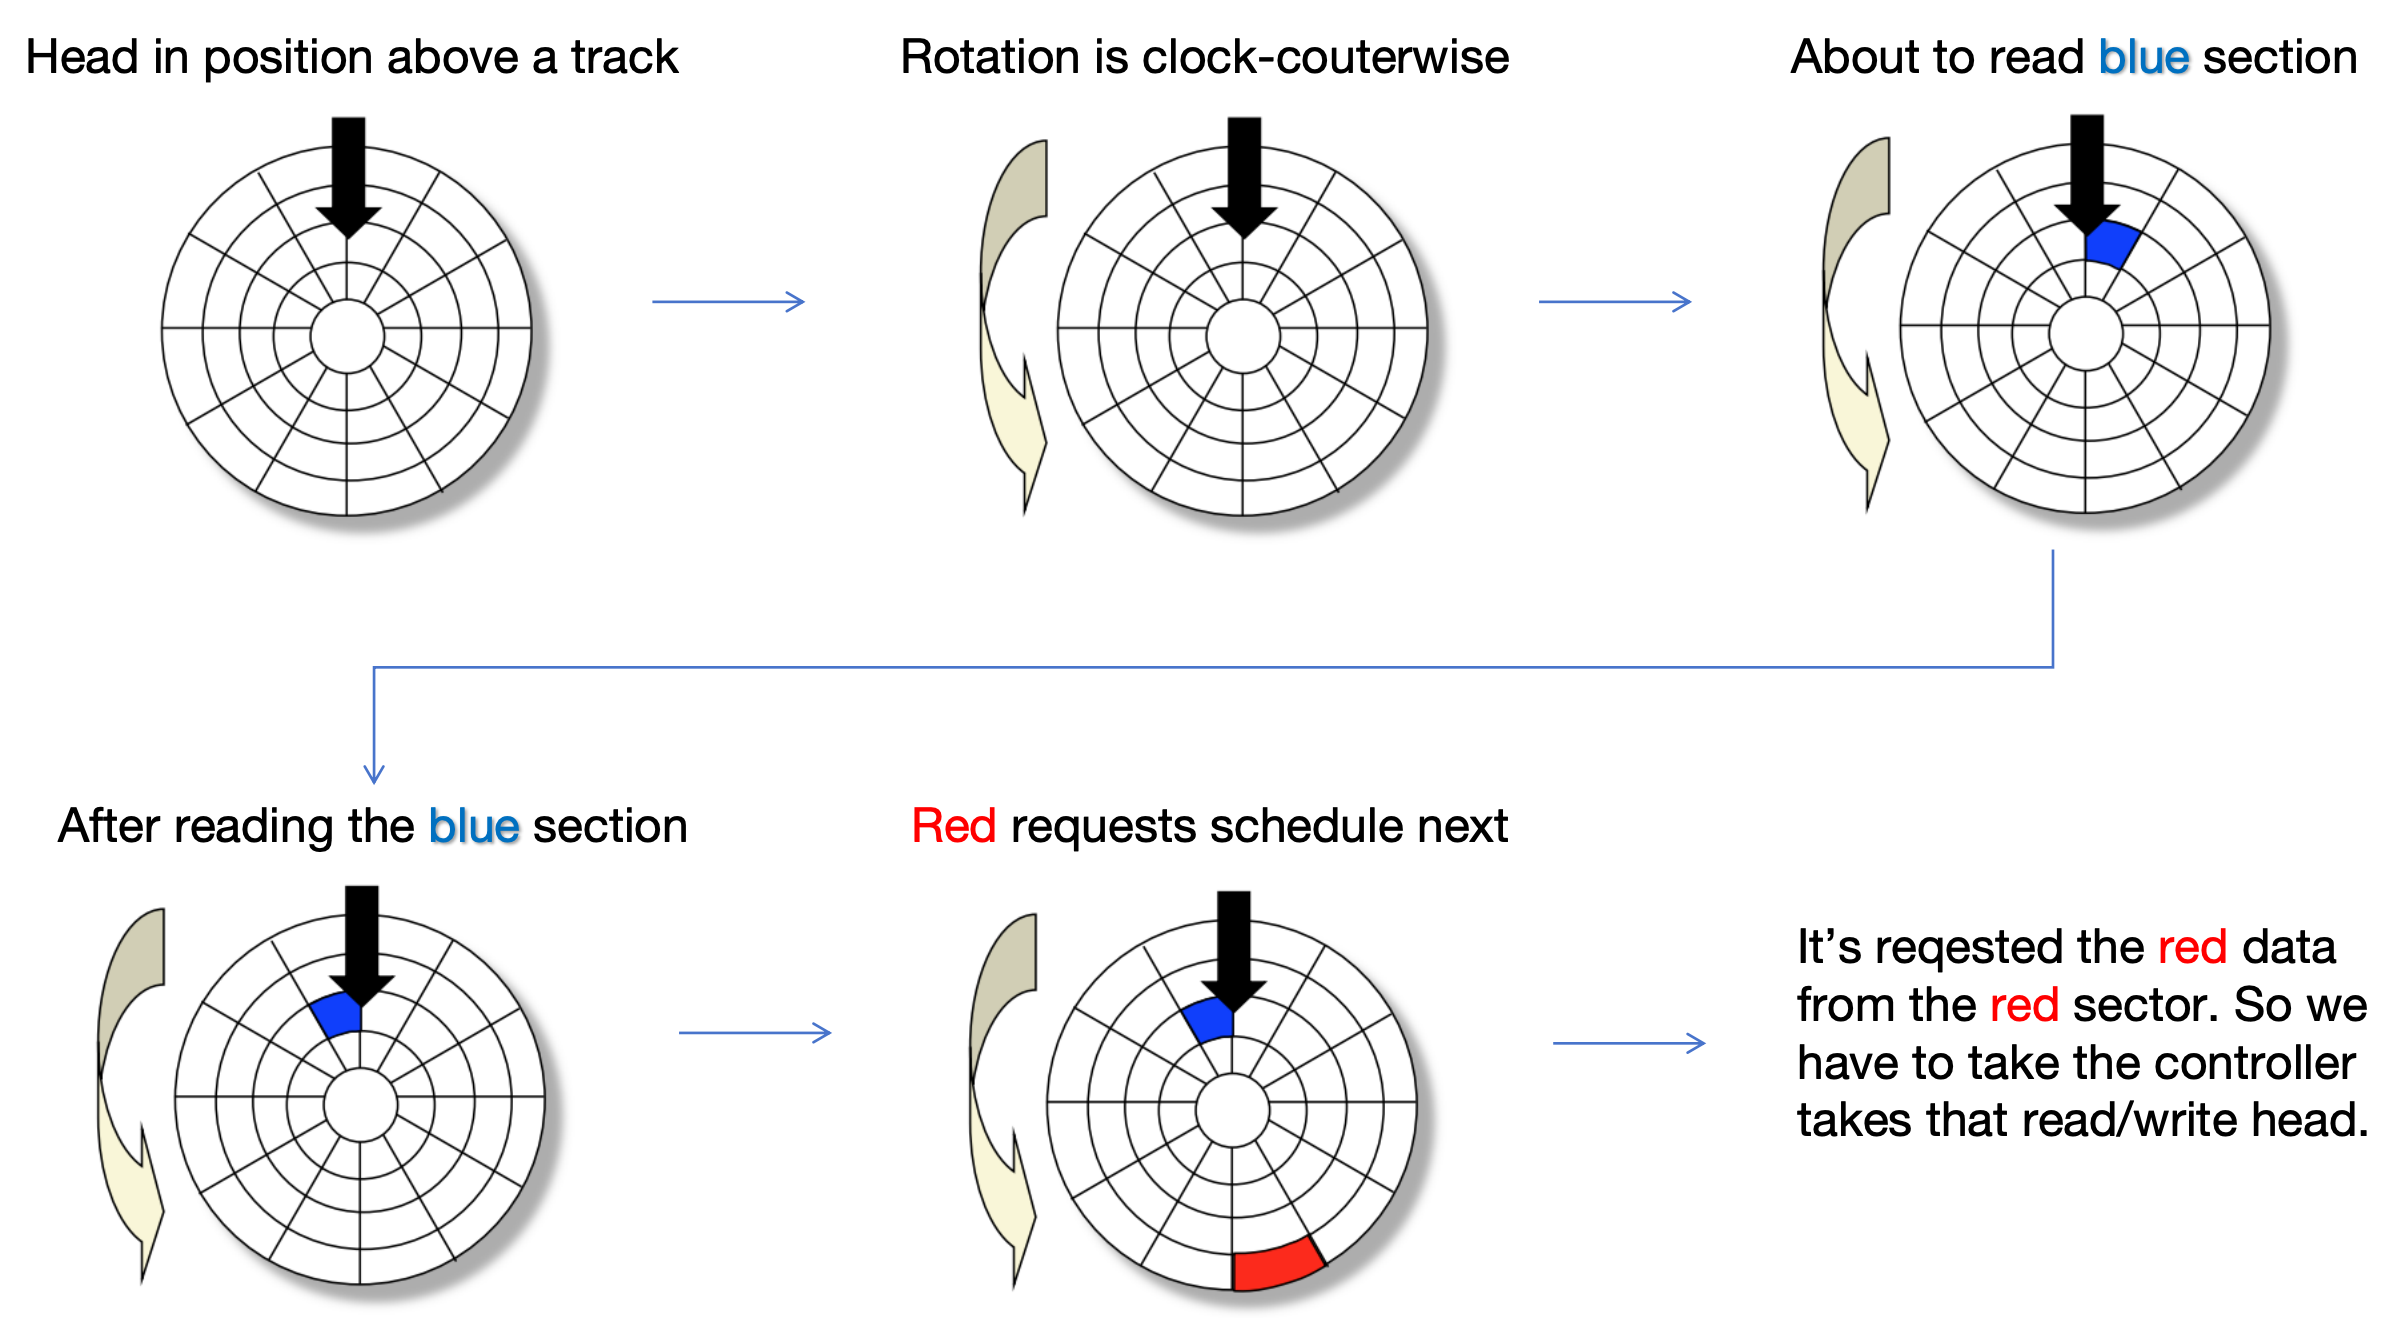 Head in position above a track
Rotation is clock-couterwise
About to read blue section
After reading the blue section
Red requests schedule next
It’s reqested the red data
from the red sector. So we
have to take the controller
takes that read/write head.